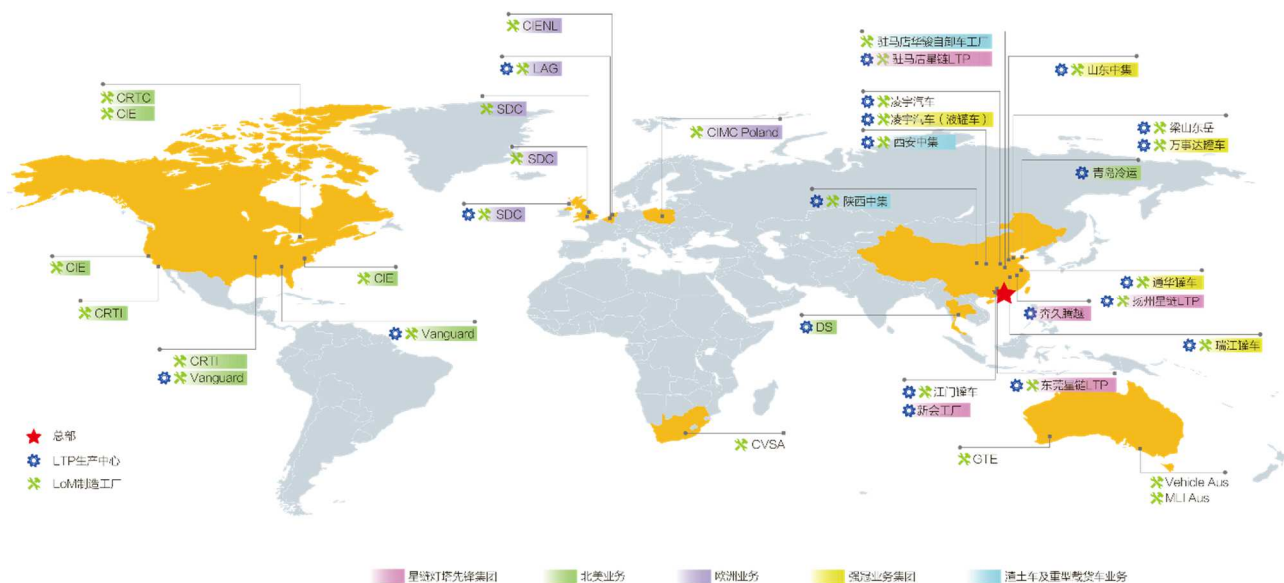 CIENL
LAG
SDC
SDC
SDC
CIMC Poland
CRTC
CIE
CIE
CRTI
CIE
Vanguard
CRTI
Vanguard
驻马店华骏自卸车工厂
驻马店星链LTP
凌宇汽车
凌宇汽车（液罐车）
西安中集
陕西中集
山东中集
梁山东岳
万事达罐车
青岛冷运
通华罐车
扬州星链LTP
瑞江罐车
DS
江门罐车
新会工厂
东莞星链LTP
CVSA
GTE
Vehicle Aus
MLI Aus
总部
LTP生产中心
LoM制造工厂
星链灯塔先锋集团
北美业务
欧洲业务
强冠业务集团
渣土车及重型载货车业务